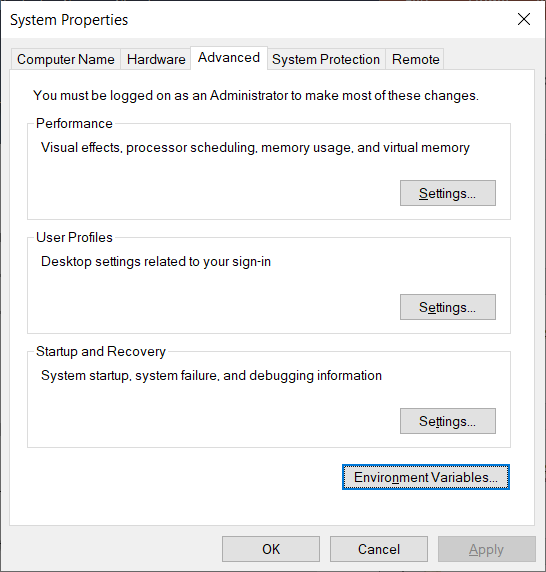 System Properties
Computer Name Hardware Advanced System Protection Remote
You must be logged on as an Administrator to make most of these changes.
Performance
Visual effects, processor scheduling, memory usage, and virtual memory
Settings...
User Profiles
Desktop settings related to your sign-in
Settings...
Startup and Recovery
System startup, system failure, and debugging information
Settings...
Environment Variables...
OK Cancel Apply